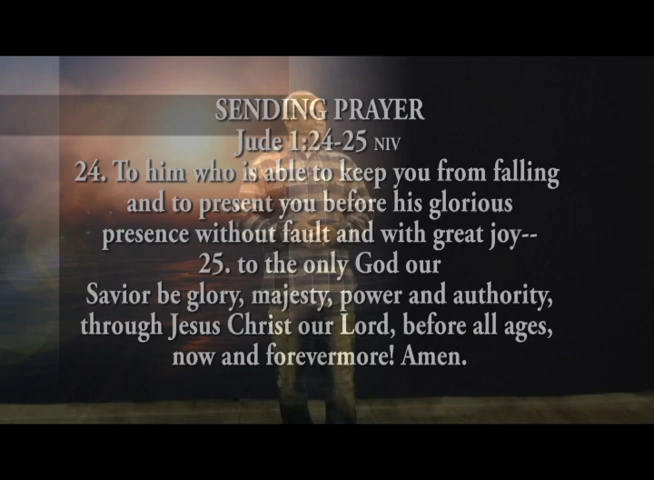 SENDING PRAYER
Jude 1:24-25 NIV
24. To him who is able to keep you from falling
and to present you before his glorious
presence without fault and with great joy--
25. to the only God our
Savior be glory, majesty, power and authority,
through Jesus Christ our Lord, before all ages,
now and forevermore! Amen.